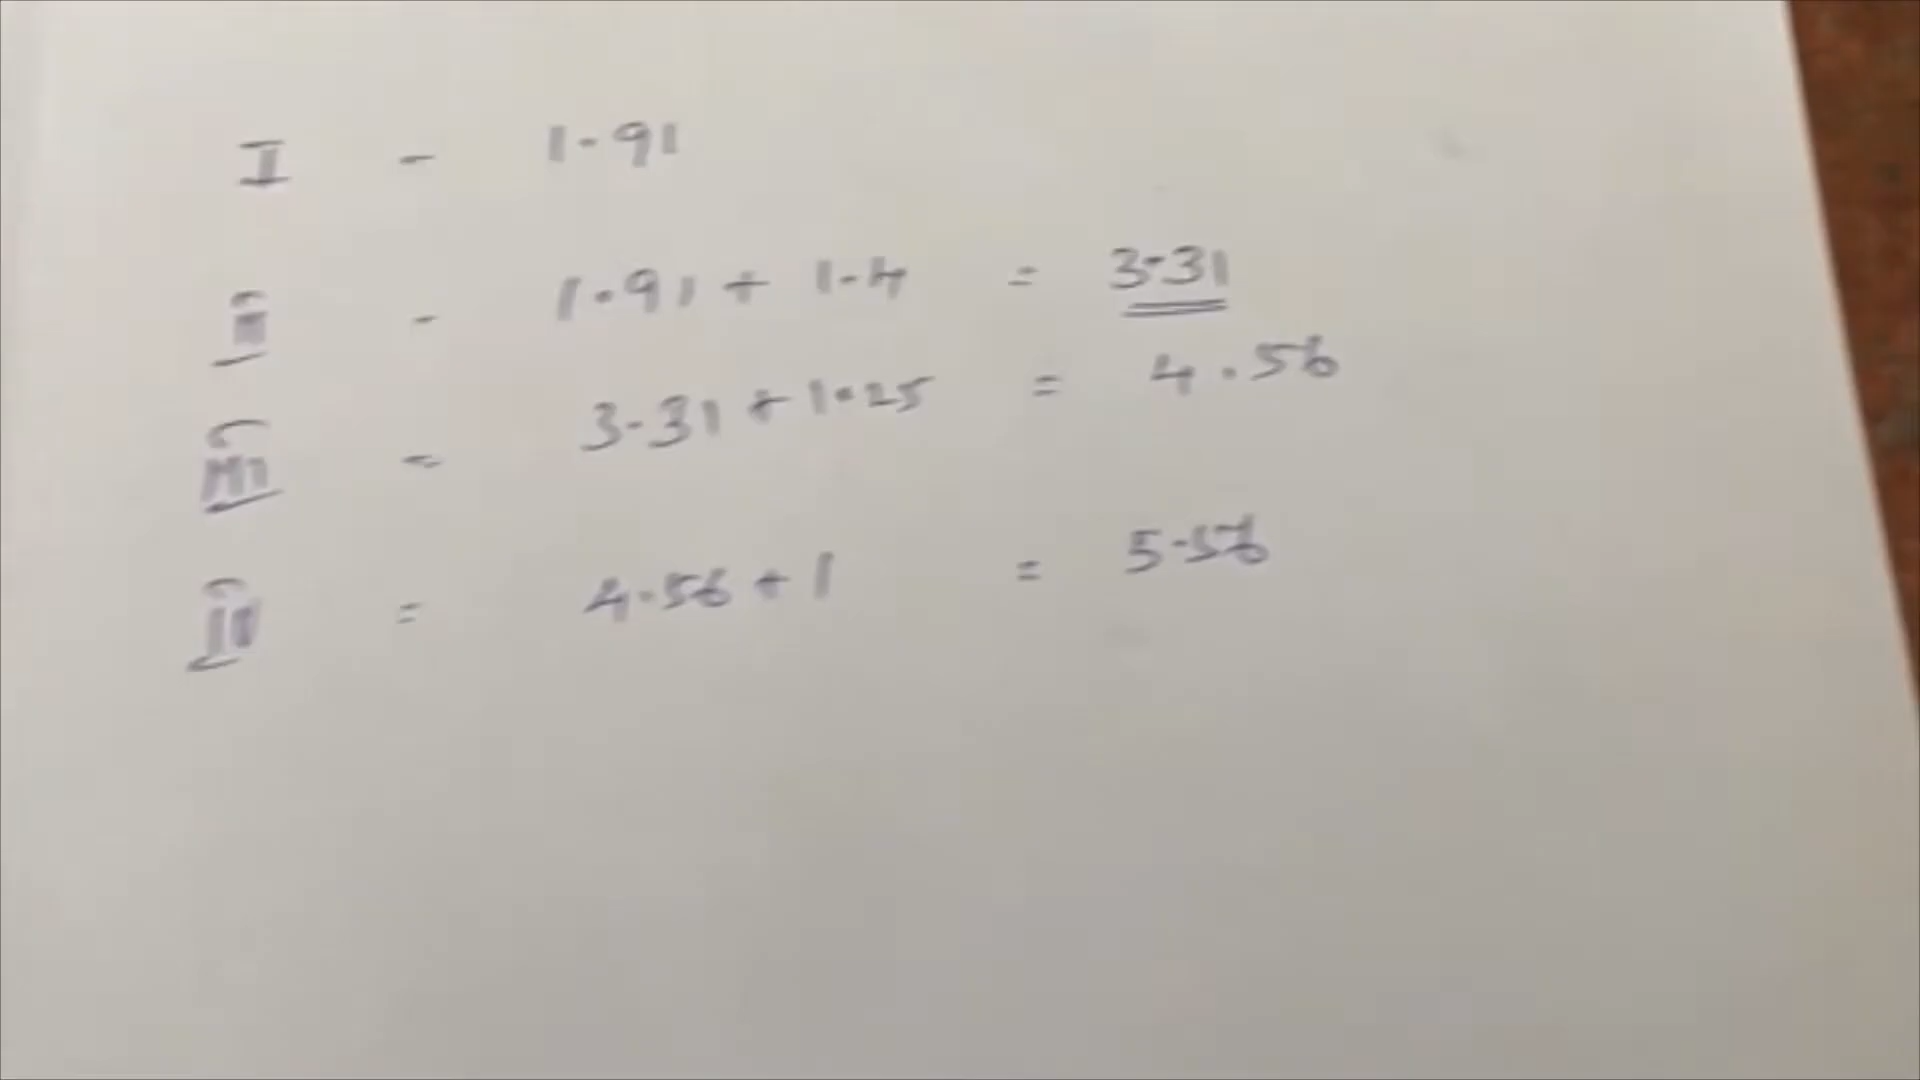 I - 1.91
II - 1.91 + 1.4 = 3.31
III = 3.31 + 1.25 = 4.56
= 4.56 + 1 = 5.56